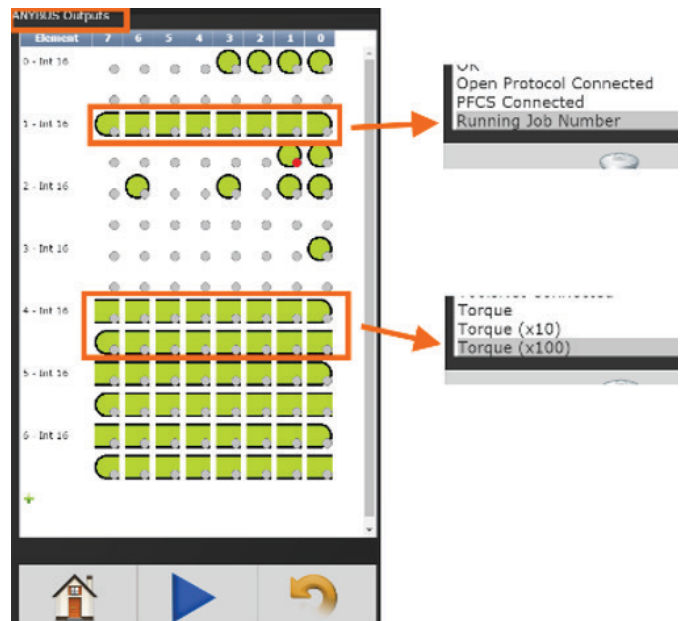 ANYBUS Outputs
Element 7 6 5 4 3 2 1 0
0 - Int 16
1 - Int 16
2 - Int 16
3 - Int 16
4 - Int 16
5 - Int 16
6 - Int 16
OK
Open Protocol Connected
PFCS Connected
Running Job Number
Connected
Torque
Torque (x10)
Torque (x100)